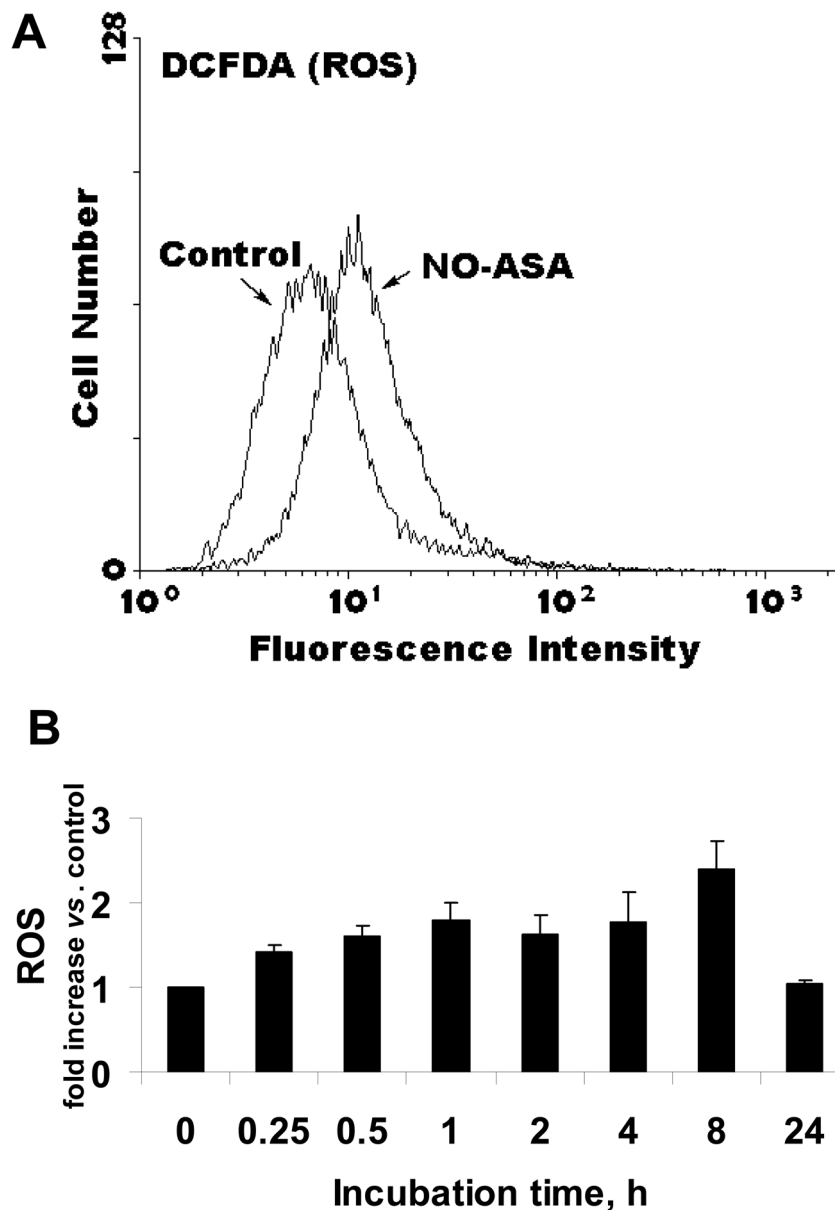 A
128
DCFDA (ROS)
Control
NO-ASA
Cell Number
0
10⁰ 10¹ 10² 10³
Fluorescence Intensity
B
ROS
fold increase vs. control
3
2
1
0
0 0.25 0.5 1 2 4 8 24
Incubation time, h